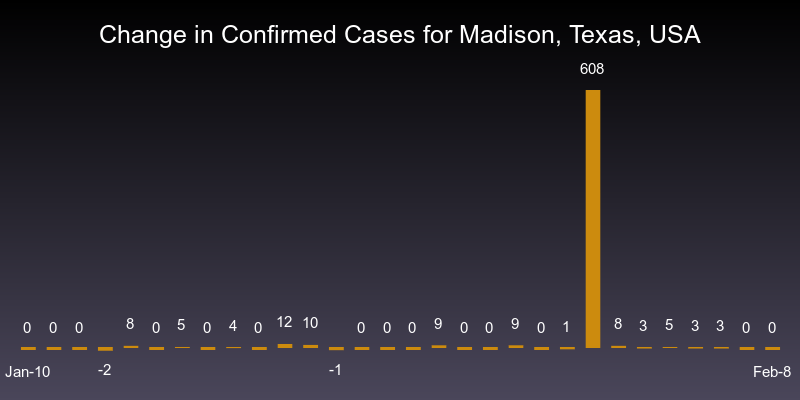 Change in Confirmed Cases for Madison, Texas, USA
608
0 0 0 8 0 5 0 4 0 12 10 0 0 0 9 0 0 9 0 1 8 3 5 3 3 0 0
-2 -1
Jan-10 Feb-8